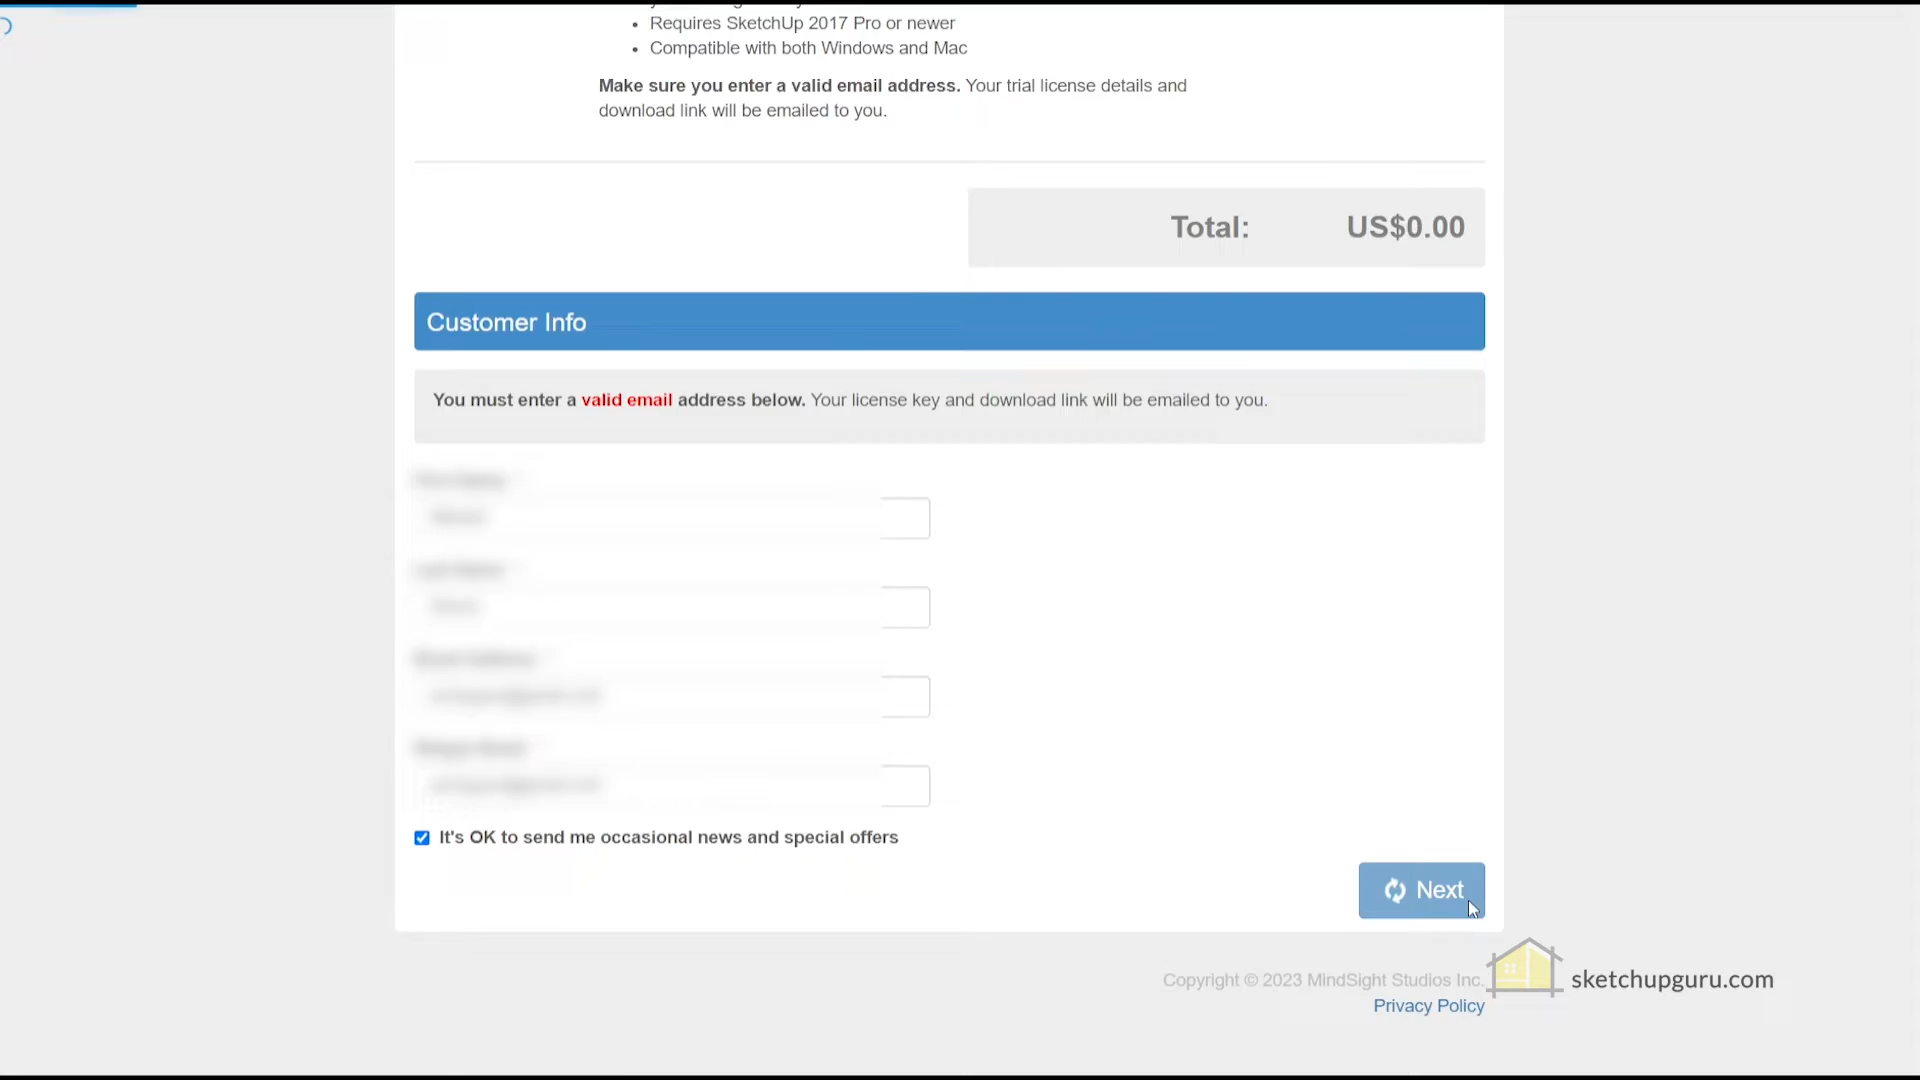 Requires SketchUp 2017 Pro or newer
Compatible with both Windows and Mac
Make sure you enter a valid email address. Your trial license details and
download link will be emailed to you.
Total: US$0.00
Customer Info
You must enter a valid email address below. Your license key and download link will be emailed to you.
It's OK to send me occasional news and special offers
Next
Copyright © 2023 MindSight Studios Inc.
sketchupguru.com
Privacy Policy